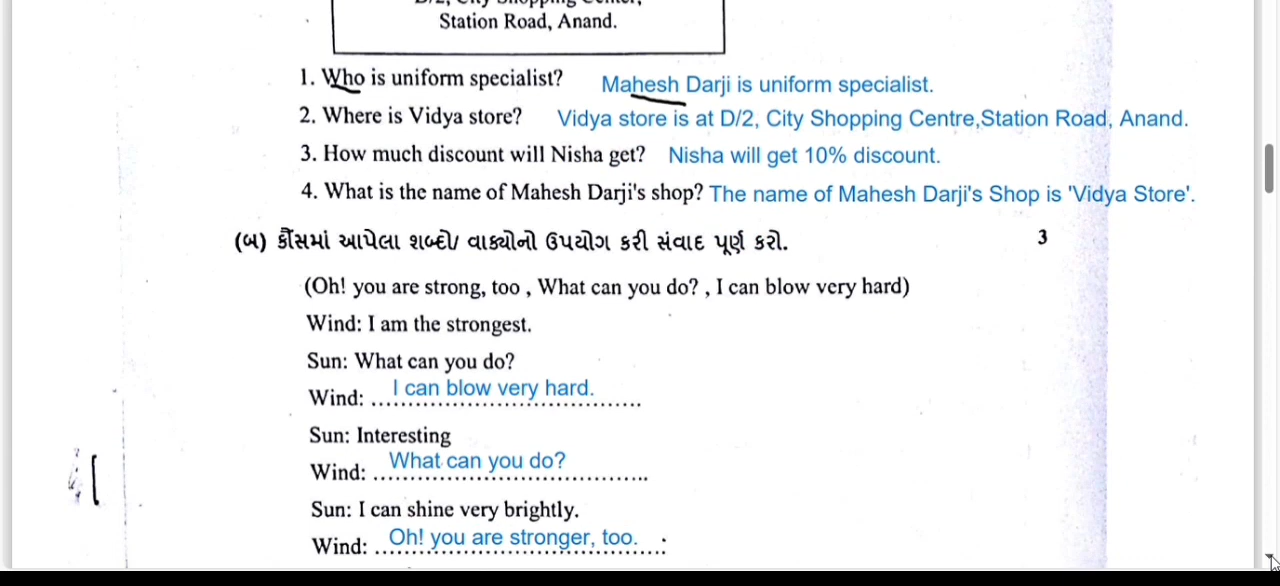 Station Road, Anand.
1. Who is uniform specialist? Mahesh Darji is uniform specialist.
2. Where is Vidya store? Vidya store is at D/2, City Shopping Centre,Station Road, Anand.
3. How much discount will Nisha get? Nisha will get 10% discount.
4. What is the name of Mahesh Darji's shop? The name of Mahesh Darji's Shop is 'Vidya Store'.
(બ) કૌંસમાં આપેલા શબ્દો/ વાક્યોનો ઉપયોગ કરી સંવાદ પૂર્ણ કરો. 3
(Oh! you are strong, too , What can you do? , I can blow very hard)
Wind: I am the strongest.
Sun: What can you do?
Wind: I can blow very hard.
Sun: Interesting
Wind: What can you do?
Sun: I can shine very brightly.
Wind: Oh! you are stronger, too.